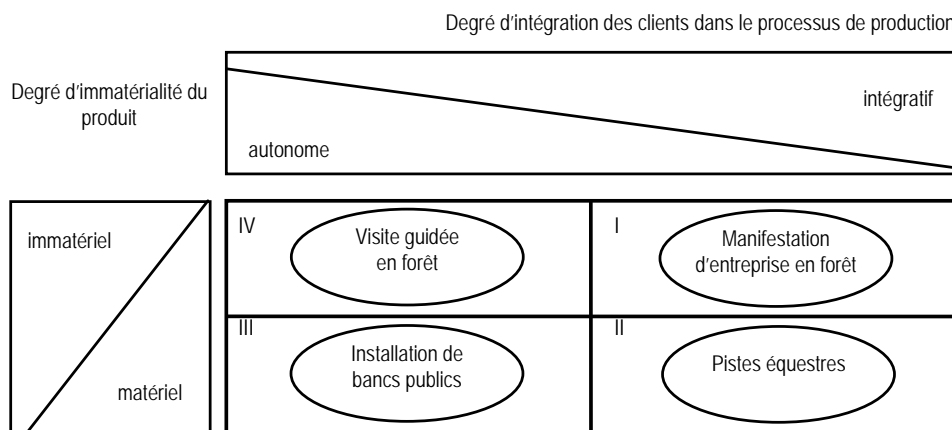 Degré d'intégration des clients dans le processus de production
Degré d'immatérialité du
produit
intégratif
autonome
immatériel
matériel
IV
Visite guidée
en forêt
I
Manifestation
d'entreprise en forêt
III
Installation de
bancs publics
II
Pistes équestres